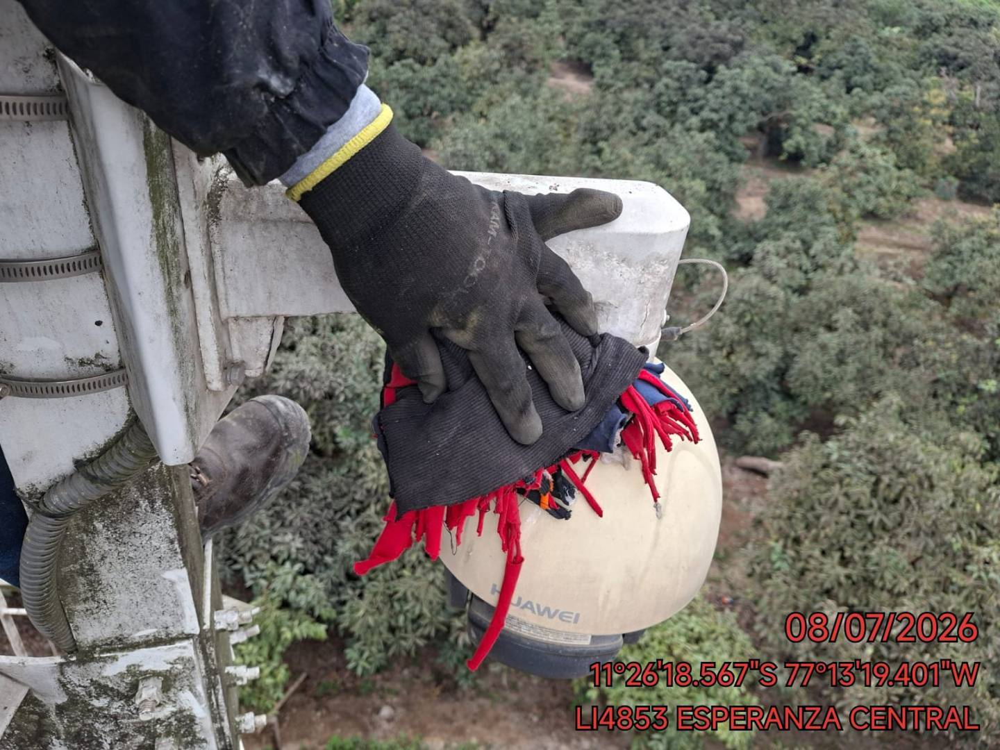 HUAWEI
08/07/2026
11°26'18.567"S 77°13'19.401"W
LI4853 ESPERANZA CENTRAL